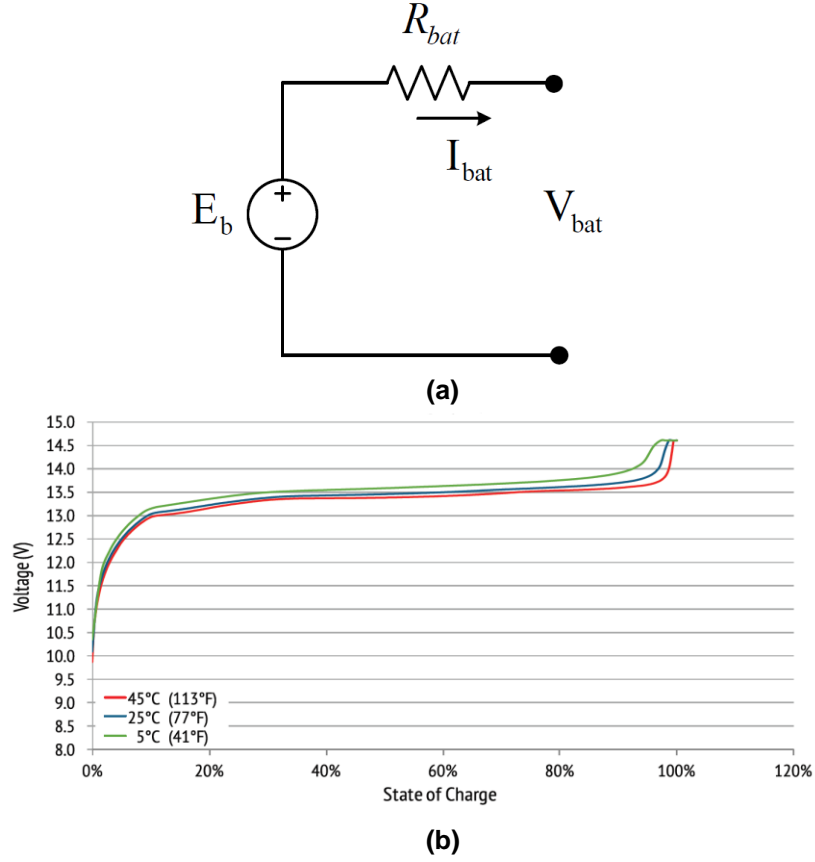 R_bat
I_bat
E_b
+
−
V_bat
(a)
15.0
14.5
14.0
13.5
13.0
12.5
12.0
11.5
11.0
10.5
10.0
9.5
9.0
8.5
8.0
Voltage (V)
45°C (113°F)
25°C (77°F)
5°C (41°F)
0% 20% 40% 60% 80% 100% 120%
State of Charge
(b)